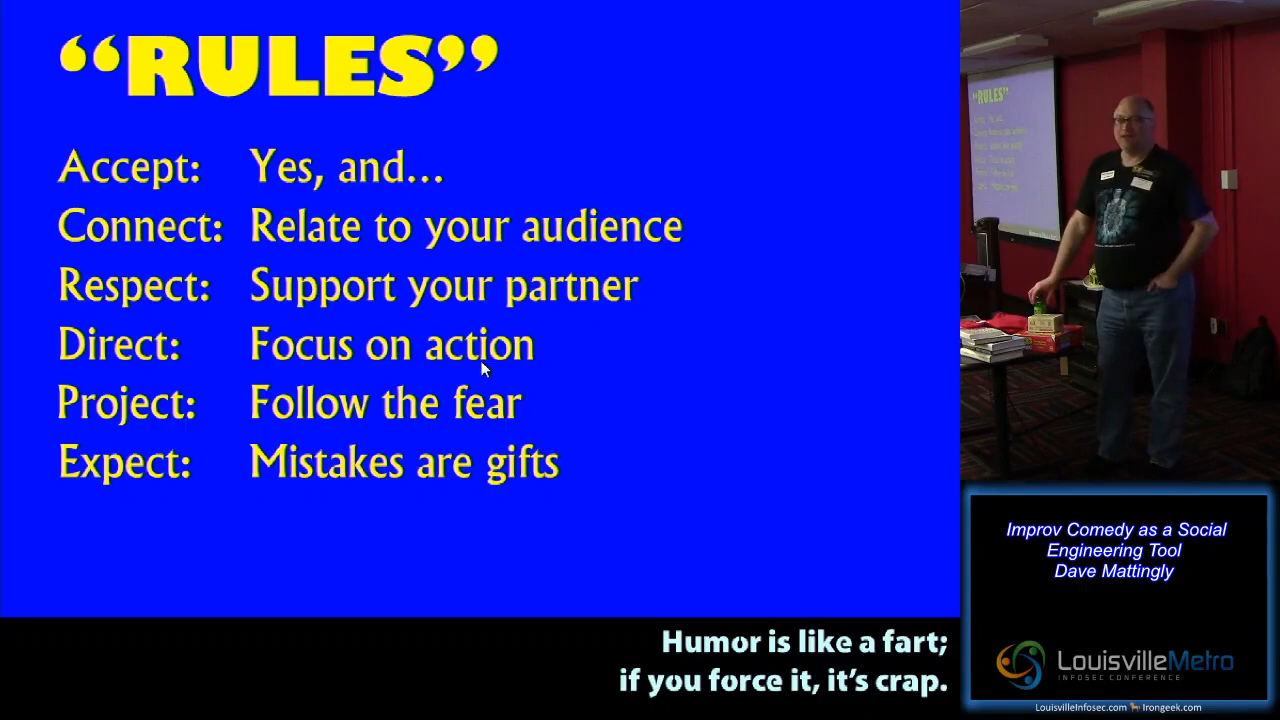 “RULES”
Accept: Yes, and...
Connect: Relate to your audience
Respect: Support your partner
Direct: Focus on action
Project: Follow the fear
Expect: Mistakes are gifts
Humor is like a fart;
if you force it, it’s crap.
"RULES"
Improv Comedy as a Social
Engineering Tool
Dave Mattingly
LouisvilleMetro
INFOSEC CONFERENCE
LouisvilleInfosec.com Irongeek.com